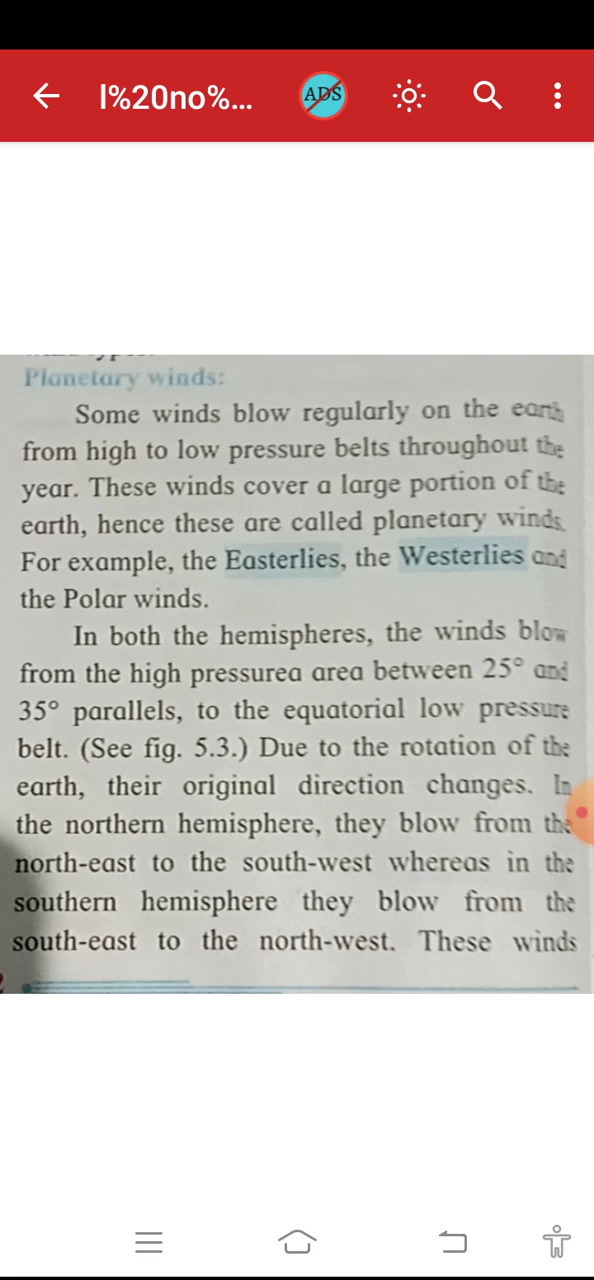 l%20no%...
ADS
Planetary winds:
Some winds blow regularly on the earth
from high to low pressure belts throughout the
year. These winds cover a large portion of the
earth, hence these are called planetary winds.
For example, the Easterlies, the Westerlies and
the Polar winds.
In both the hemispheres, the winds blow
from the high pressurea area between 25° and
35° parallels, to the equatorial low pressure
belt. (See fig. 5.3.) Due to the rotation of the
earth, their original direction changes. In
the northern hemisphere, they blow from the
north-east to the south-west whereas in the
southern hemisphere they blow from the
south-east to the north-west. These winds